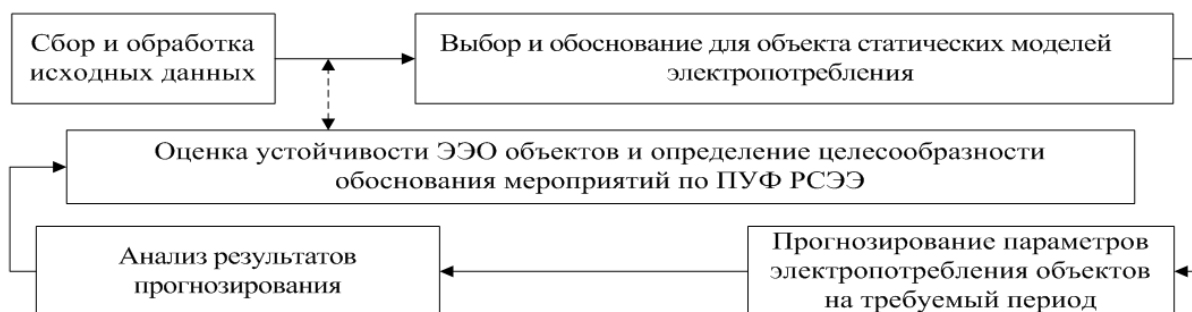 Сбор и обработка
исходных данных
Выбор и обоснование для объекта статических моделей
электропотребления
Оценка устойчивости ЭЭО объектов и определение целесообразности
обоснования мероприятий по ПУФ РСЭЭ
Анализ результатов
прогнозирования
Прогнозирование параметров
электропотребления объектов
на требуемый период